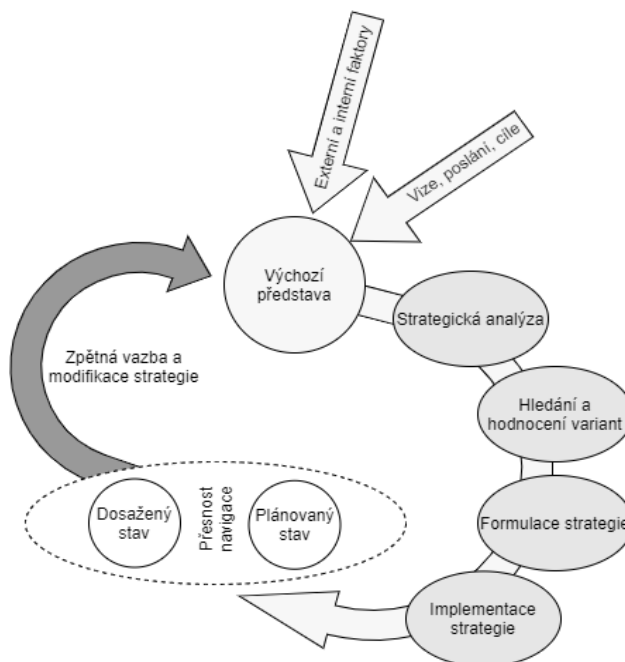 Externí a interní faktory
Vize, poslání, cíle
Výchozí
představa
Strategická analýza
Hledání a
hodnocení variant
Formulace strategie
Implementace
strategie
Zpětná vazba a
modifikace strategie
Dosažený
stav
Přesnost
navigace
Plánovaný
stav